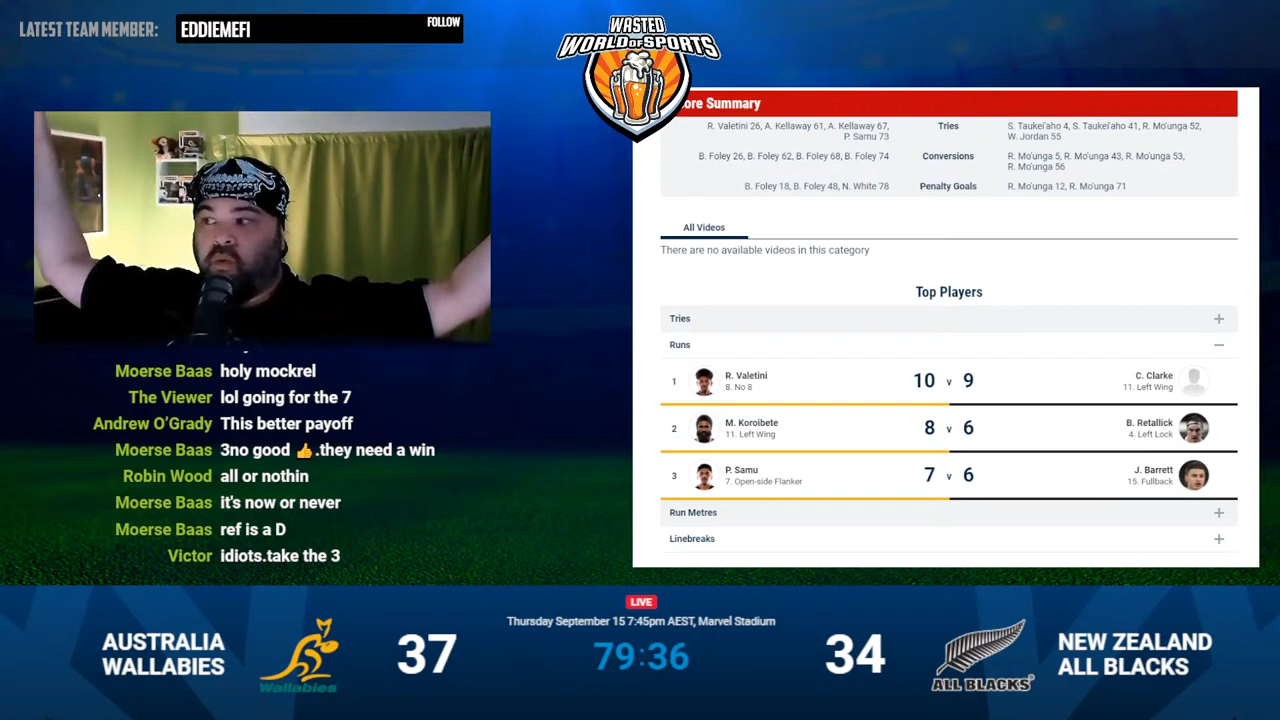 LATEST TEAM MEMBER: EDDIEMEFI FOLLOW
WASTED
WORLD OF SPORTS
ore Summary
R. Valetini 26, A. Kellaway 61, A. Kellaway 67,
P. Samu 73
Tries
S. Taukei'aho 4, S. Taukei'aho 41, R. Mo'unga 52,
W. Jordan 55
B. Foley 26, B. Foley 62, B. Foley 68, B. Foley 74
Conversions
R. Mo'unga 5, R. Mo'unga 43, R. Mo'unga 53,
R. Mo'unga 56
B. Foley 18, B. Foley 48, N. White 78
Penalty Goals
R. Mo'unga 12, R. Mo'unga 71
All Videos
There are no available videos in this category
Top Players
Tries +
Runs −
1 R. Valetini 10 v 9 C. Clarke
8. No 8 11. Left Wing
2 M. Koroibete 8 v 6 B. Retallick
11. Left Wing 4. Left Lock
3 P. Samu 7 v 6 J. Barrett
7. Open-side Flanker 15. Fullback
Run Metres +
Linebreaks +
Moerse Baas holy mockrel
The Viewer lol going for the 7
Andrew O'Grady This better payoff
Moerse Baas 3no good 👍.they need a win
Robin Wood all or nothin
Moerse Baas it's now or never
Moerse Baas ref is a D
Victor idiots.take the 3
LIVE
Thursday September 15 7:45pm AEST, Marvel Stadium
AUSTRALIA
WALLABIES
Wallabies
37
79:36
34
ALL BLACKS®
NEW ZEALAND
ALL BLACKS